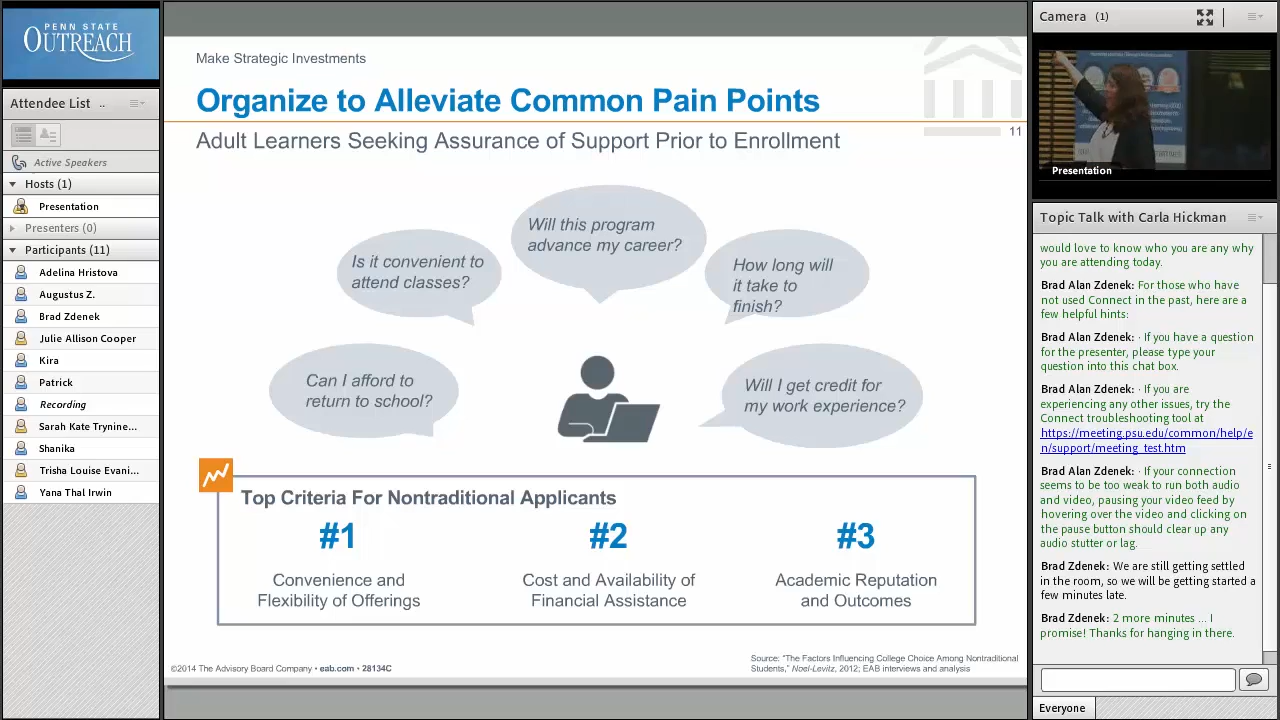 PENN STATE
OUTREACH
Attendee List ..
Active Speakers
Hosts (1)
Presentation
Presenters (0)
Participants (11)
Adelina Hristova
Augustus Z.
Brad Zdenek
Julie Allison Cooper
Kira
Patrick
Recording
Sarah Kate Trynine...
Shanika
Trisha Louise Evani...
Yana Thal Irwin
Make Strategic Investments
Organize to Alleviate Common Pain Points
11
Adult Learners Seeking Assurance of Support Prior to Enrollment
Will this program
advance my career?
Is it convenient to
attend classes?
How long will
it take to
finish?
Can I afford to
return to school?
Will I get credit for
my work experience?
Top Criteria For Nontraditional Applicants
#1
Convenience and
Flexibility of Offerings
#2
Cost and Availability of
Financial Assistance
#3
Academic Reputation
and Outcomes
©2014 The Advisory Board Company • eab.com • 28134C
Source: "The Factors Influencing College Choice Among Nontraditional
Students," Noel-Levitz, 2012; EAB interviews and analysis
Camera (1)
Presentation
Topic Talk with Carla Hickman
would love to know who you are any why
you are attending today.
Brad Alan Zdenek: For those who have
not used Connect in the past, here are a
few helpful hints:
Brad Alan Zdenek: · If you have a question
for the presenter, please type your
question into this chat box.
Brad Alan Zdenek: · If you are
experiencing any other issues, try the
Connect troubleshooting tool at
https://meeting.psu.edu/common/help/e
n/support/meeting_test.htm
Brad Alan Zdenek: · If your connection
seems to be too weak to run both audio
and video, pausing your video feed by
hovering over the video and clicking on
the pause button should clear up any
audio stutter or lag.
Brad Zdenek: We are still getting settled
in the room, so we will be getting started a
few minutes late.
Brad Zdenek: 2 more minutes ... I
promise! Thanks for hanging in there.
Everyone